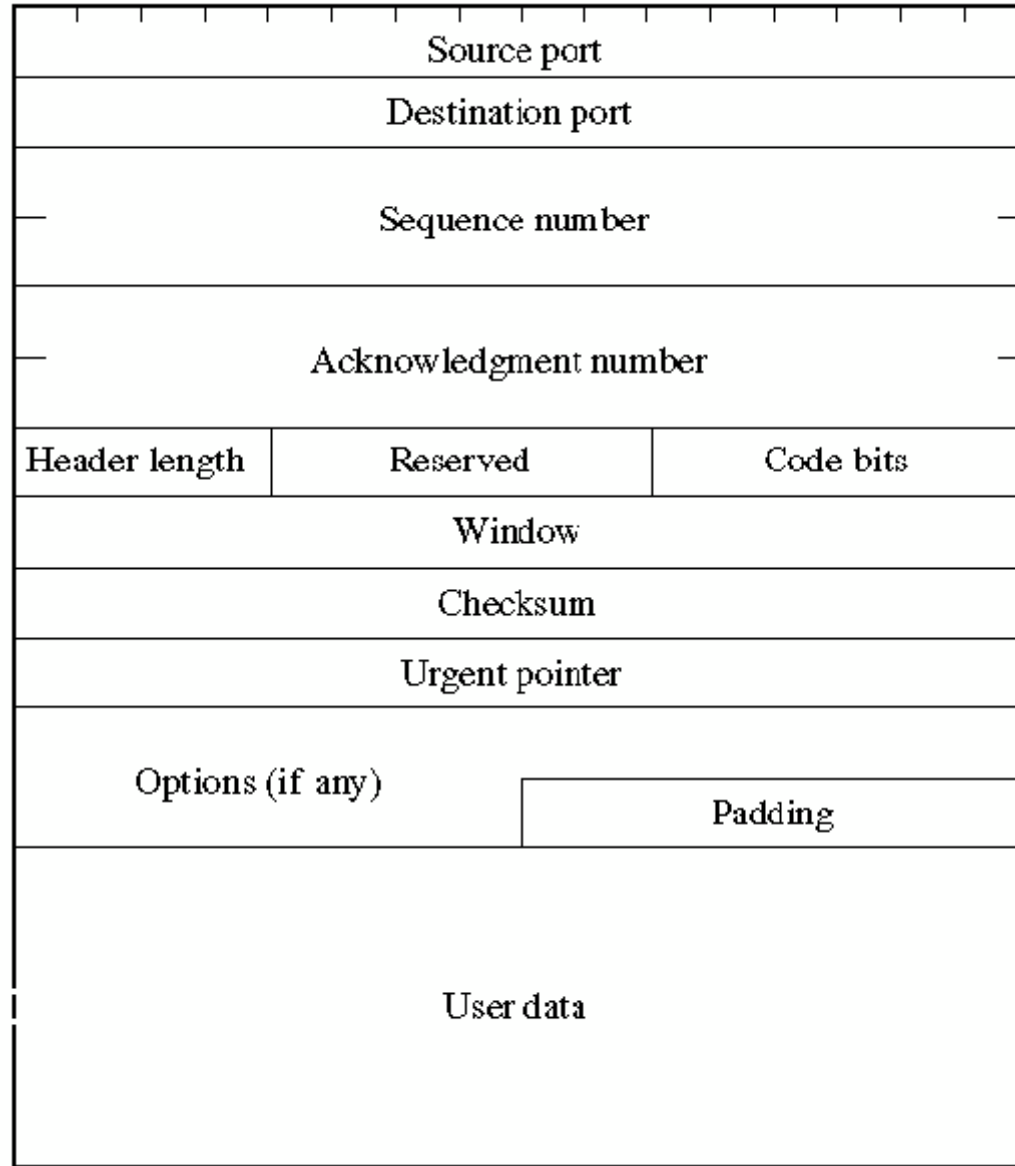 Source port
Destination port
Sequence number
Acknowledgment number
Header length
Reserved
Code bits
Window
Checksum
Urgent pointer
Options (if any)
Padding
User data